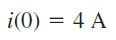 i(0) = 4 A